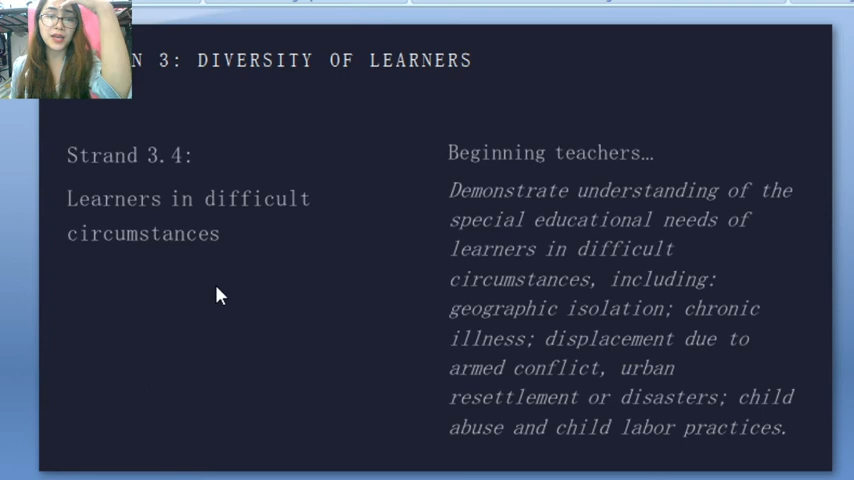 N 3: DIVERSITY OF LEARNERS
Strand 3.4:
Learners in difficult
circumstances
Beginning teachers…
Demonstrate understanding of the
special educational needs of
learners in difficult
circumstances, including:
geographic isolation; chronic
illness; displacement due to
armed conflict, urban
resettlement or disasters; child
abuse and child labor practices.